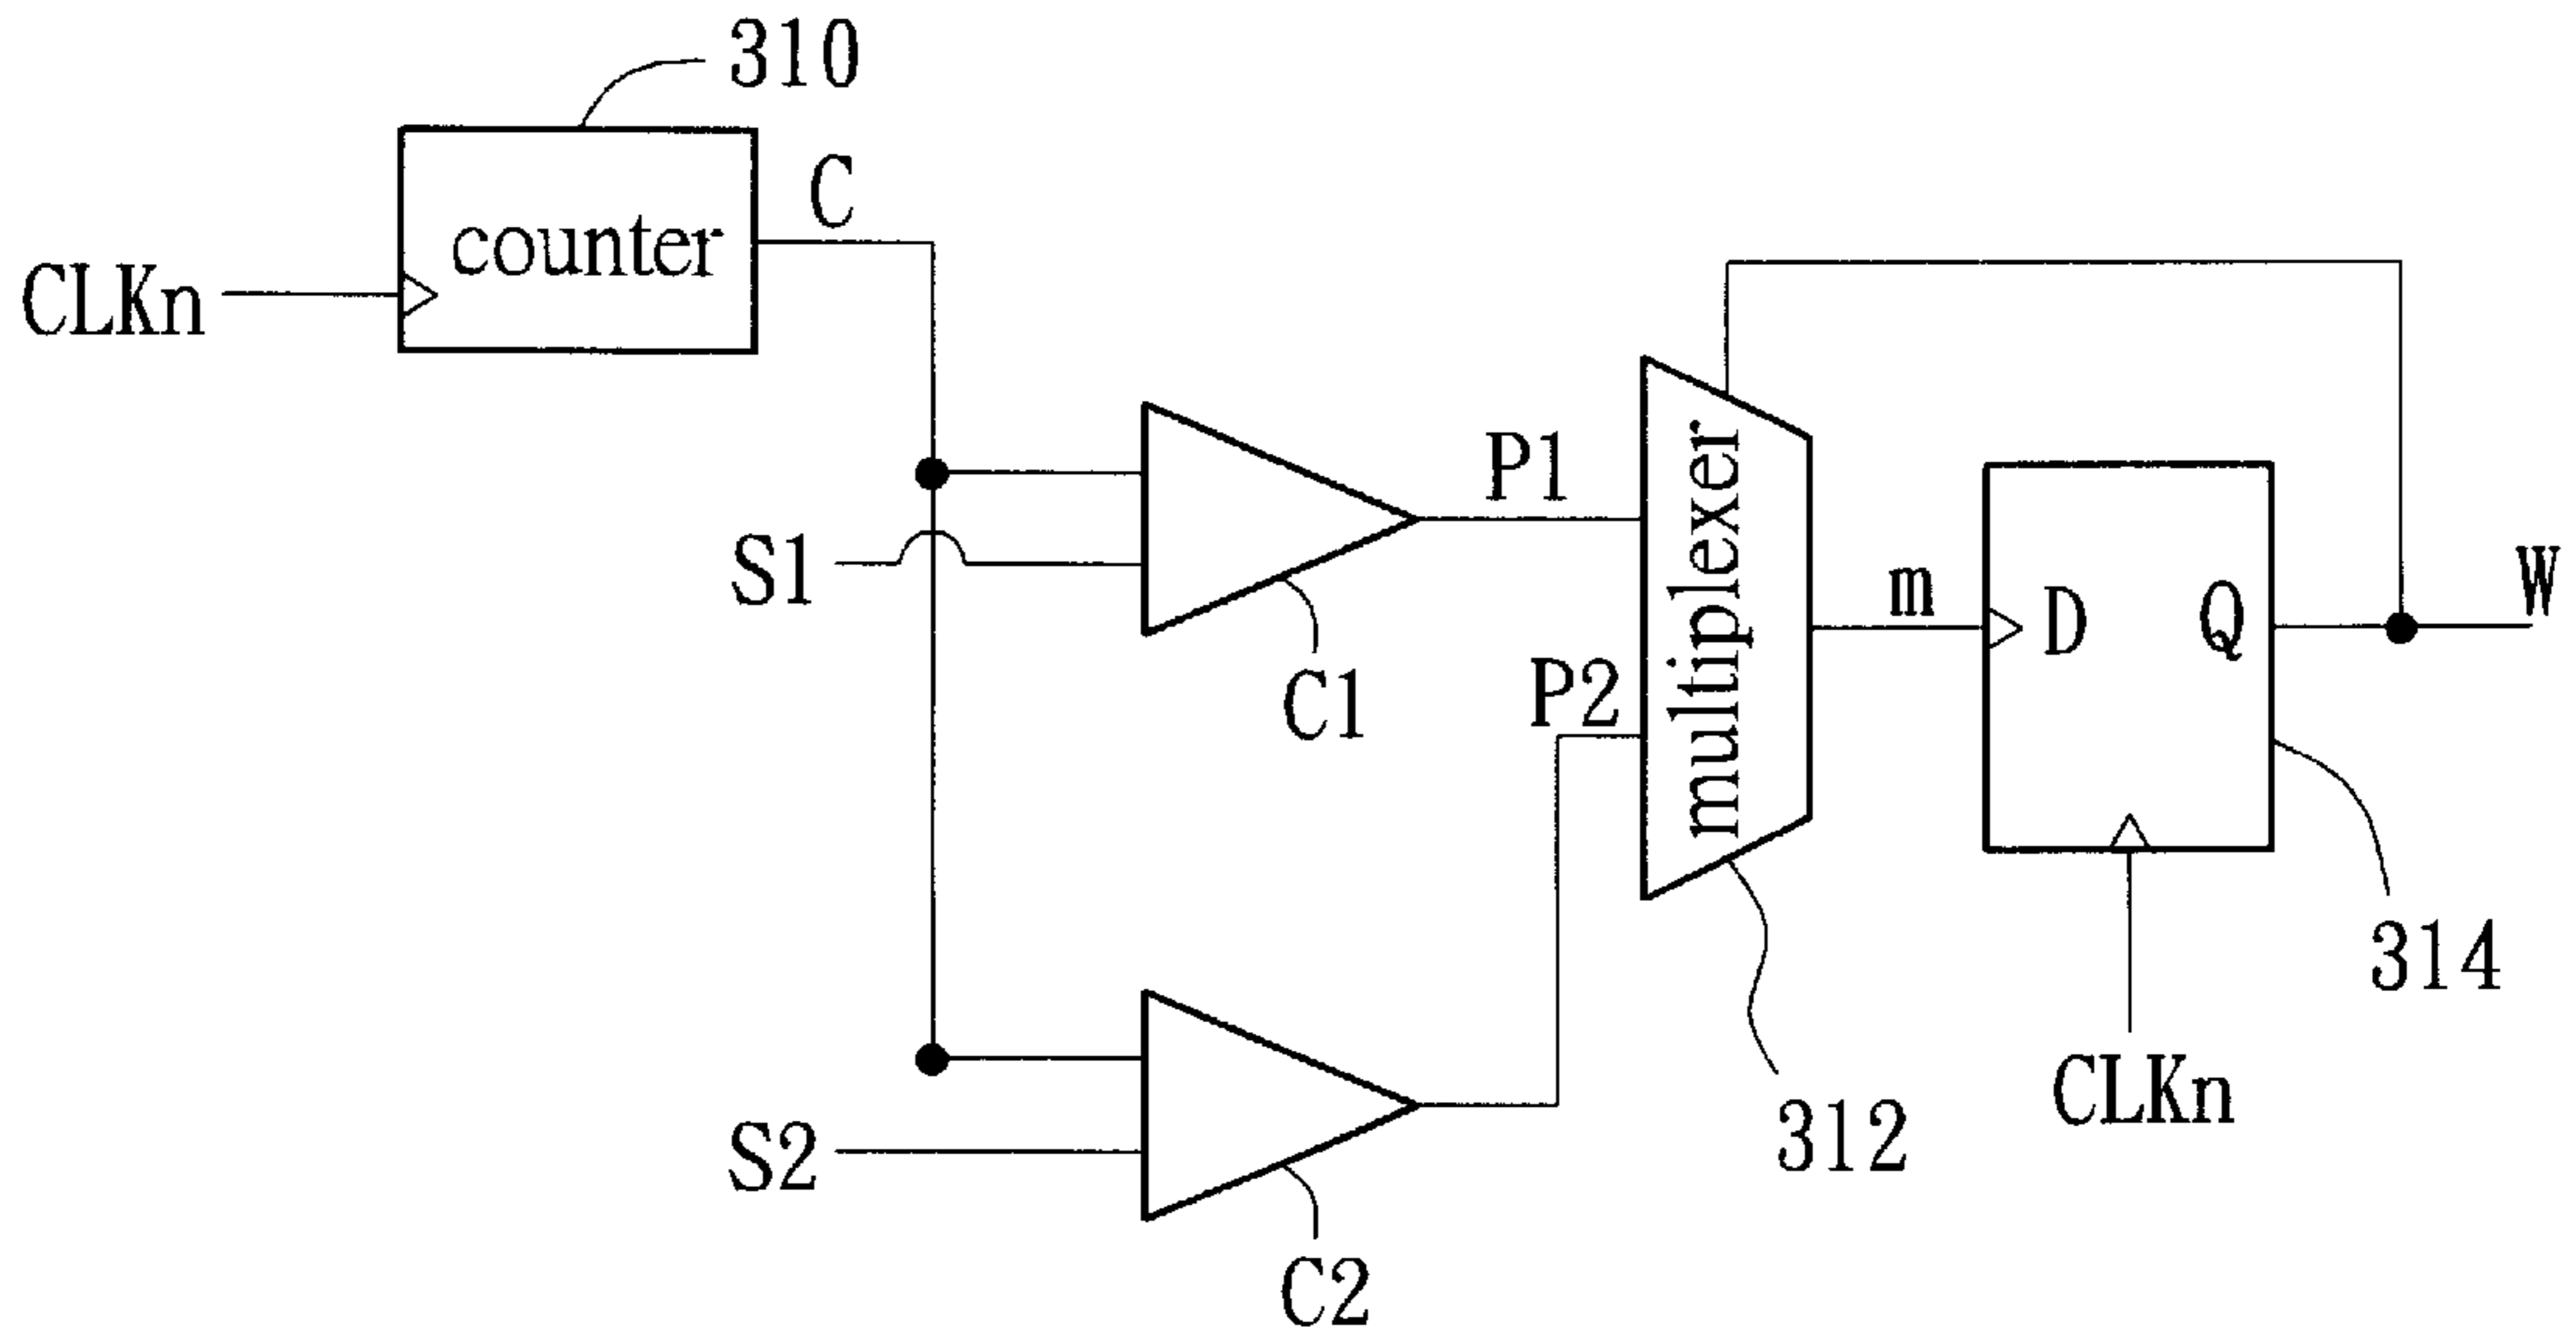 310
C
counter
CLKn
P1
S1
C1
multiplexer
P2
m
D
Q
W
314
CLKn
312
S2
C2